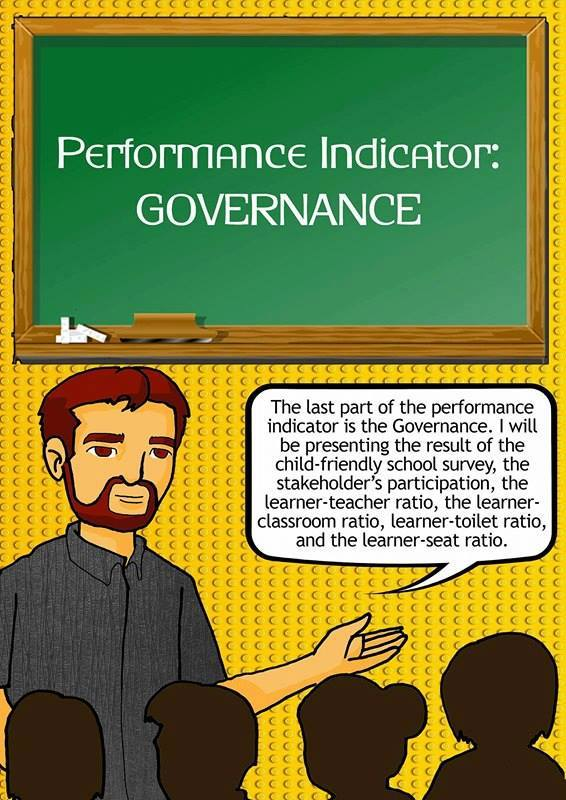 Performance Indicator:
GOVERNANCE
The last part of the performance
indicator is the Governance. I will
be presenting the result of the
child-friendly school survey, the
stakeholder's participation, the
learner-teacher ratio, the learner-
classroom ratio, learner-toilet ratio,
and the learner-seat ratio.